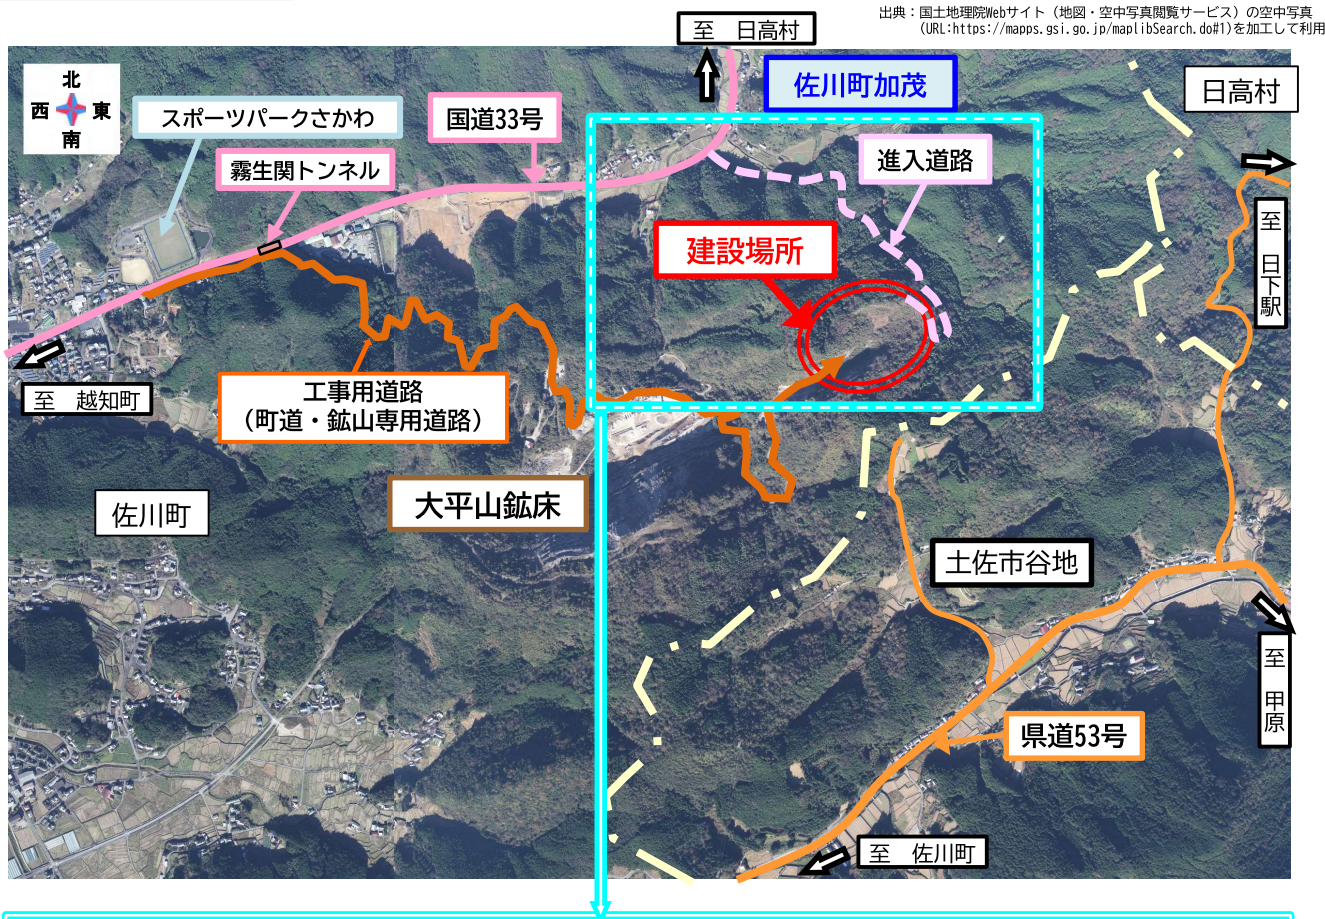 出典：国土地理院Webサイト（地図・空中写真閲覧サービス）の空中写真
（URL:https://mapps.gsi.go.jp/maplibSearch.do#1)を加工して利用
至　日高村
佐川町加茂
日高村
北
西
東
南
スポーツパークさかわ
国道33号
霧生関トンネル
進入道路
建設場所
至　日下駅
至　越知町
工事用道路
（町道・鉱山専用道路）
大平山鉱床
佐川町
土佐市谷地
至　甲原
県道53号
至　佐川町